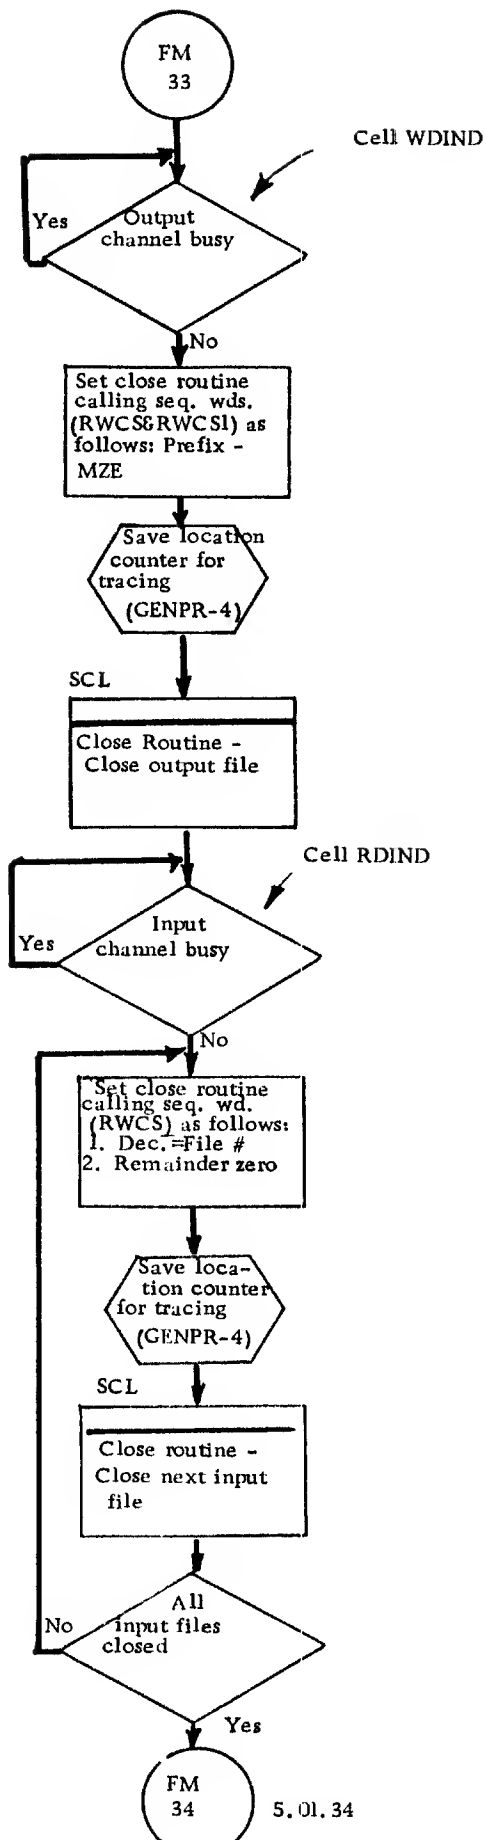 FM
33
Cell WDIND
Yes
Output
channel busy
No
Set close routine
calling seq. wds.
(RWCS&RWCS1) as
follows: Prefix -
MZE
Save location
counter for
tracing
(GENPR-4)
SCL
Close Routine -
Close output file
Cell RDIND
Yes
Input
channel busy
No
Set close routine
calling seq. wd.
(RWCS) as follows:
1. Dec.=File #
2. Remainder zero
Save loca-
tion counter
for tracing
(GENPR-4)
SCL
Close routine -
Close next input
file
All
input files
closed
No
Yes
FM
34
5.01.34